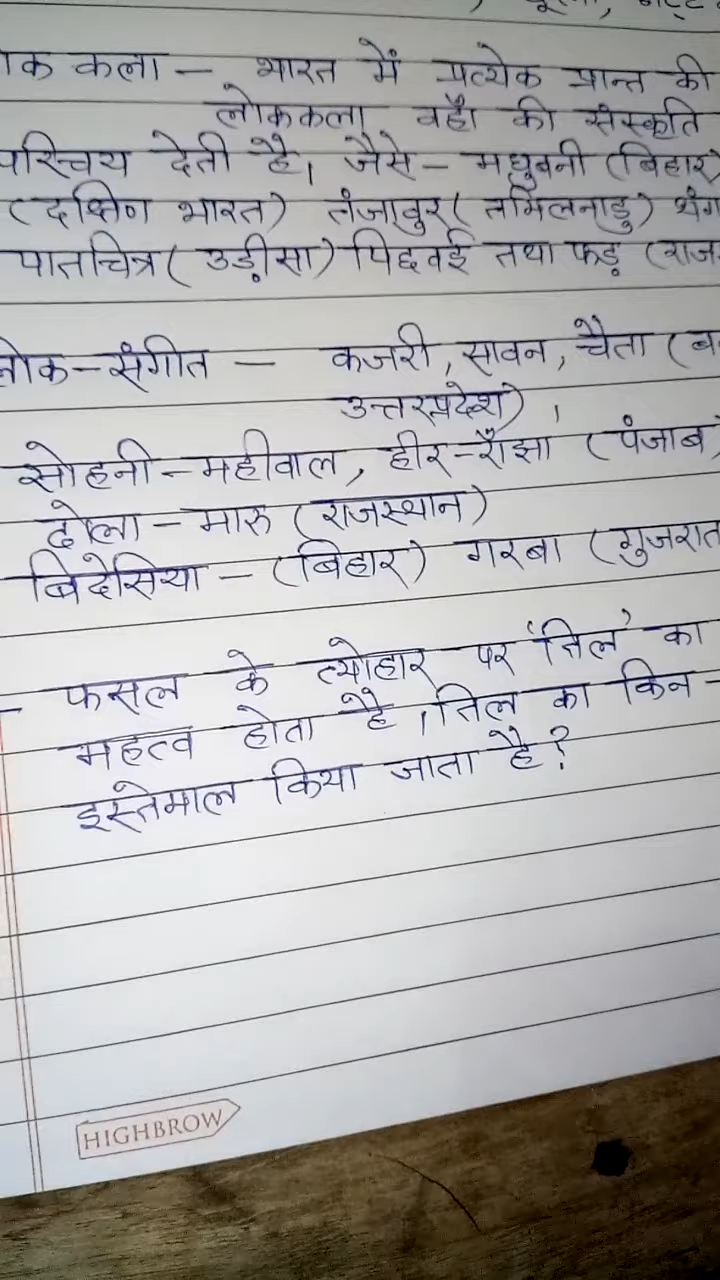 क कला – भारत में प्रत्येक प्रान्त की
लोककला वहाँ की संस्कृति
परिचय देती है, जैसे – मधुबनी (बिहार)
(दक्षिण भारत) तंजावुर (तमिलनाडु) थंग
पातचित्र (उड़ीसा) पिछवई तथा फड़ (राज
लोक-संगीत – कजरी, सावन, चैता (ब
उत्तरप्रदेश),
सोहनी-महीवाल, हीर-राँझा (पंजाब)
ढोला-मारु (राजस्थान)
बिदेसिया – (बिहार) गरबा (गुजरात
– फसल के त्योहार पर 'तिल' का
महत्व होता है, तिल का किन-
इस्तेमाल किया जाता है?
HIGHBROW